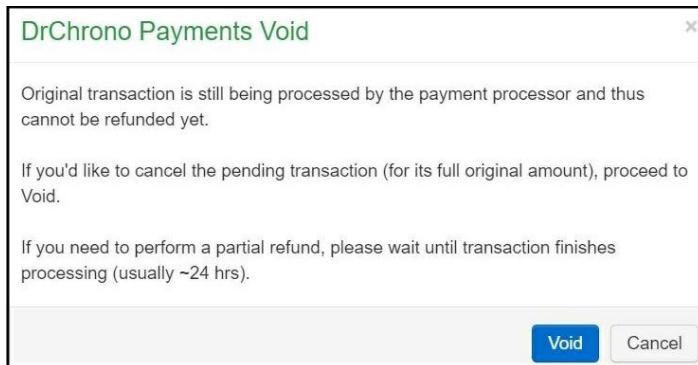 DrChrono Payments Void
×
Original transaction is still being processed by the payment processor and thus
cannot be refunded yet.
If you'd like to cancel the pending transaction (for its full original amount), proceed to
Void.
If you need to perform a partial refund, please wait until transaction finishes
processing (usually ~24 hrs).
Void Cancel